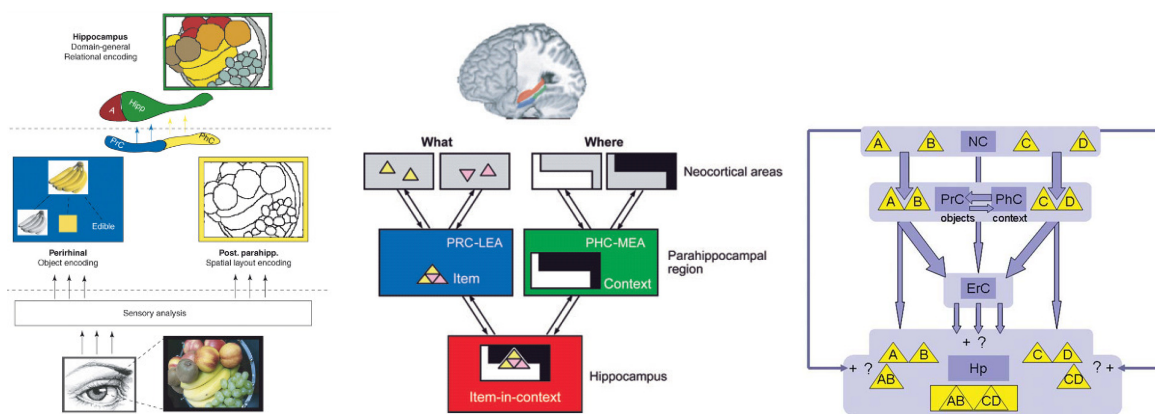 Hippocampus
Domain-general
Relational encoding
A
Hipp
PrC
PhC
Edible
Perirhinal
Object encoding
Post. parahipp.
Spatial layout encoding
Sensory analysis
What
Where
Neocortical areas
PRC-LEA
PHC-MEA
Item
Context
Parahippocampal
region
Hippocampus
Item-in-context
A
B
NC
C
D
A
B
PrC
PhC
C
D
objects
context
ErC
+ ?
A
B
C
D
+ ?
Hp
? +
AB
CD
AB
CD